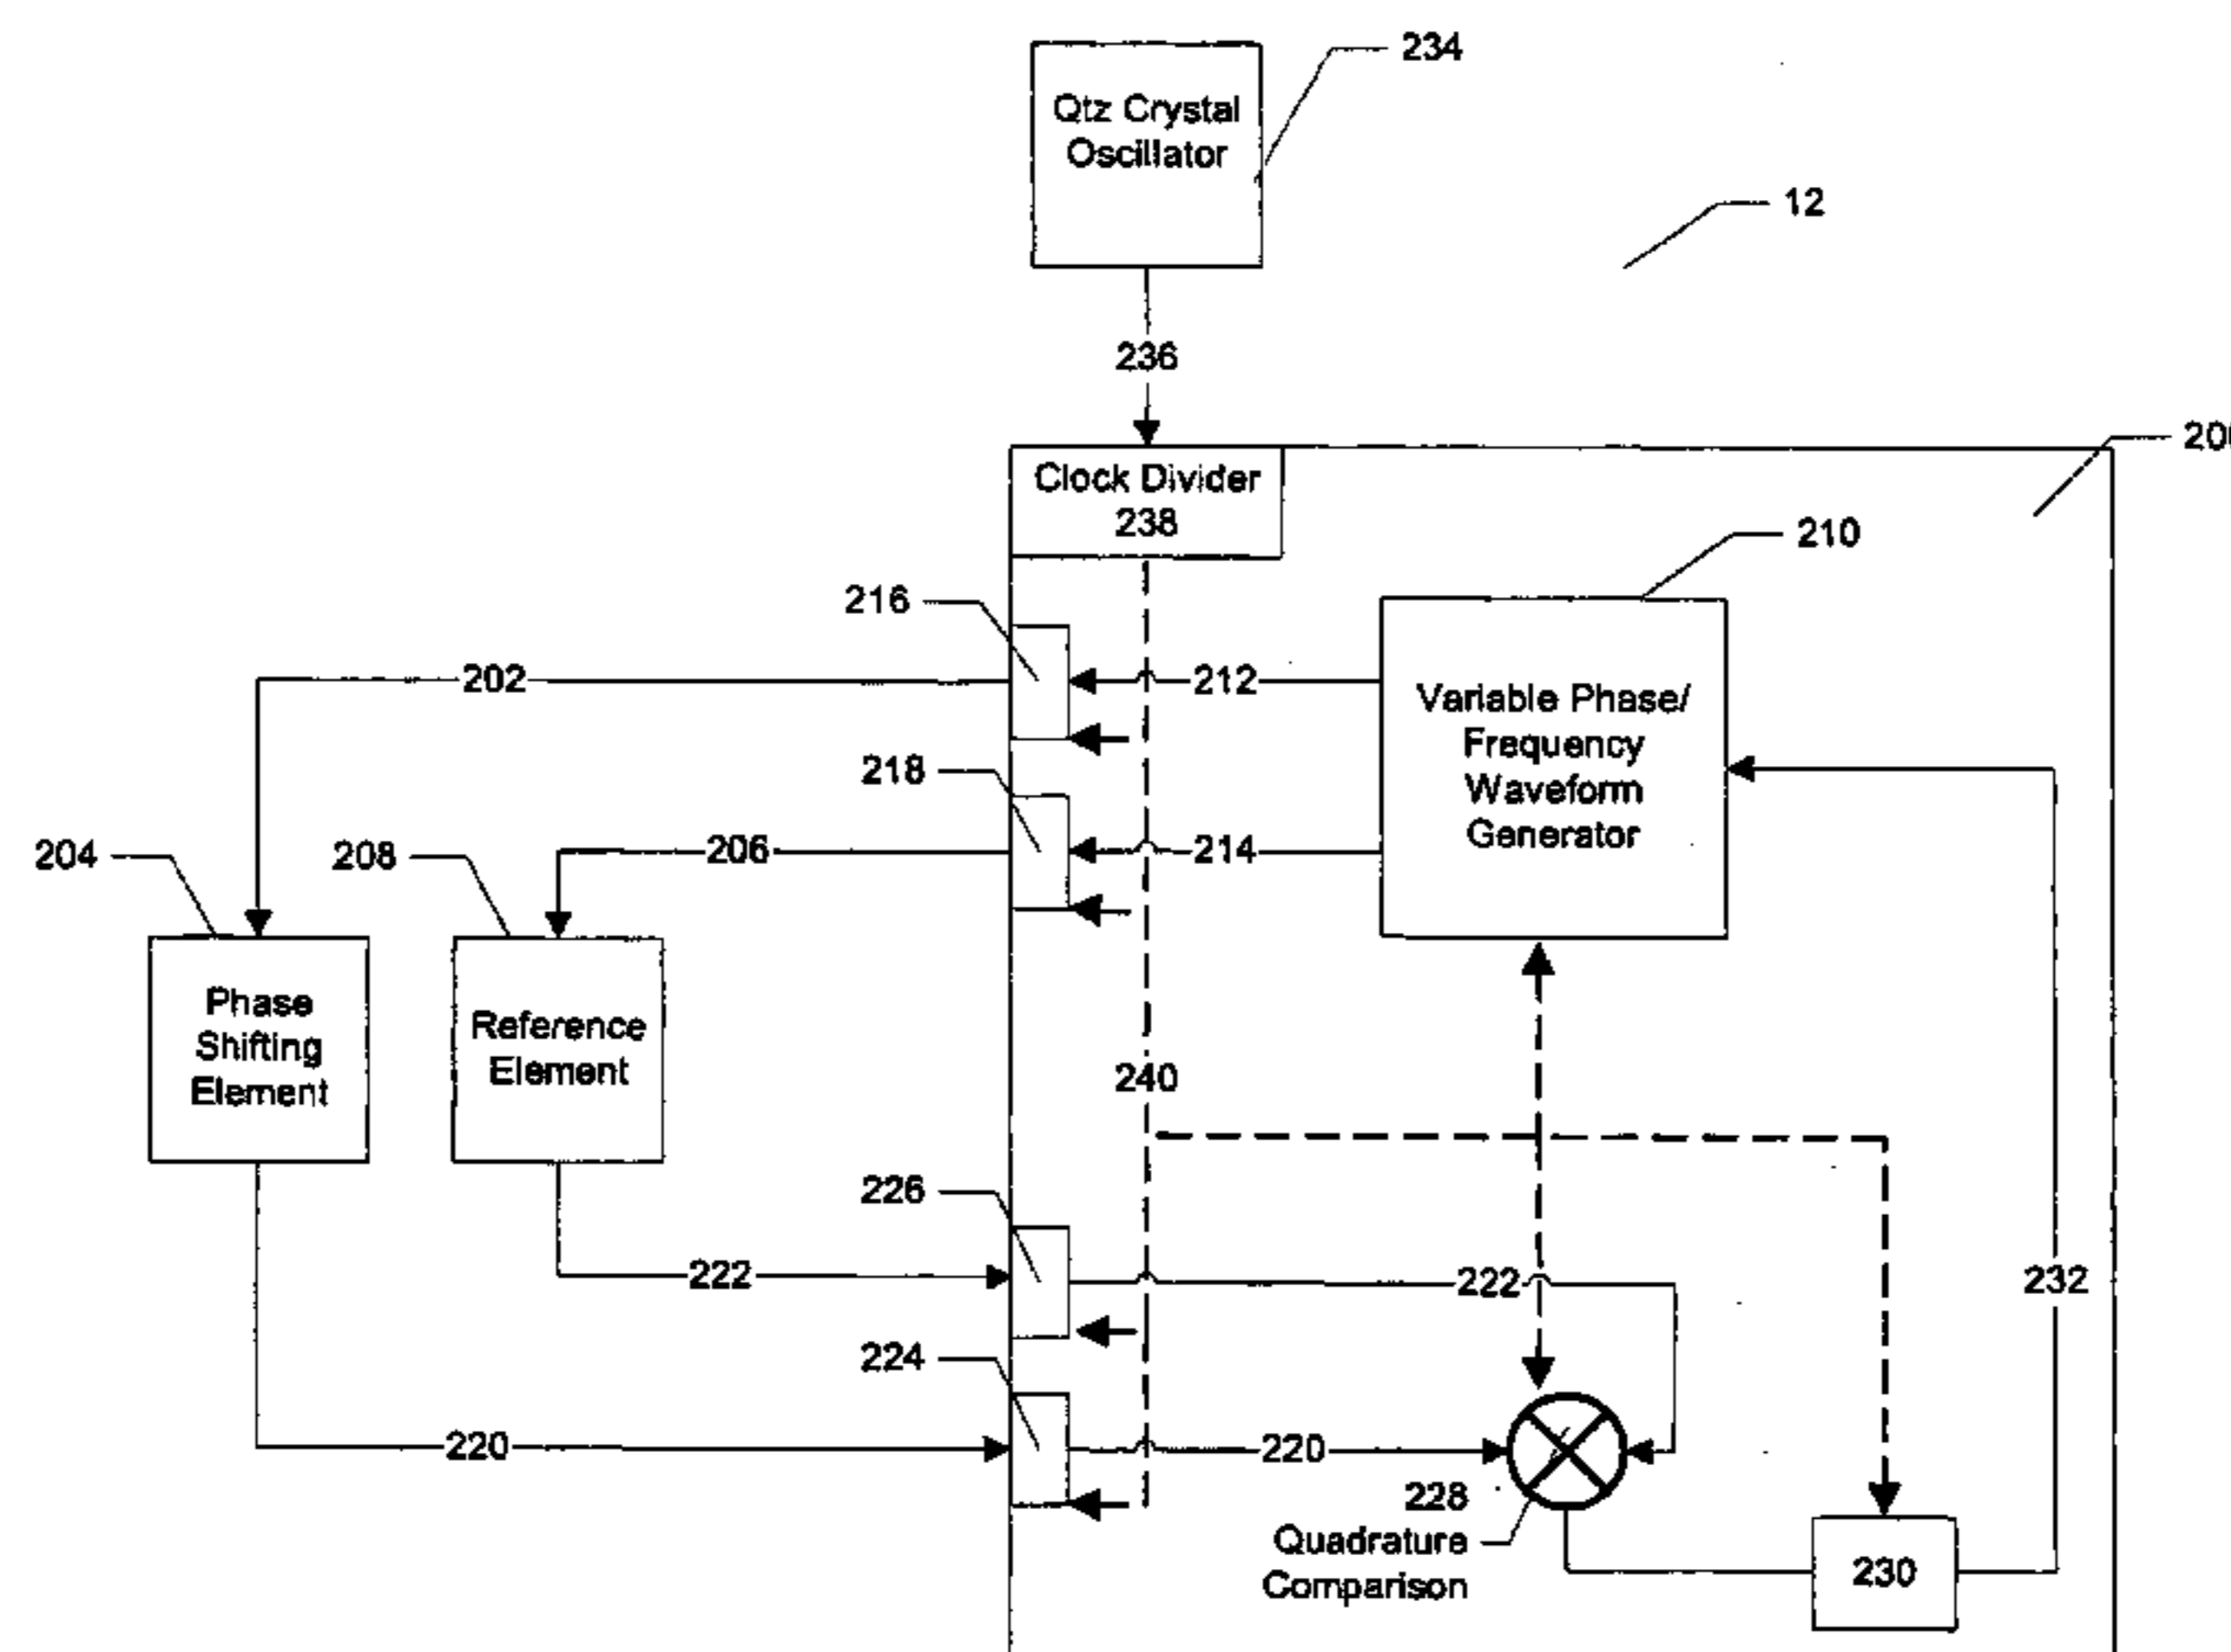 234
Qtz Crystal
Oscillator
12
236
Clock Divider
238
210
216
202
212
Variable Phase/
Frequency
Waveform
Generator
218
204
208
206
214
Phase
Shifting
Element
Reference
Element
240
226
222
222
232
224
220
220
228
Quadrature
Comparison
230